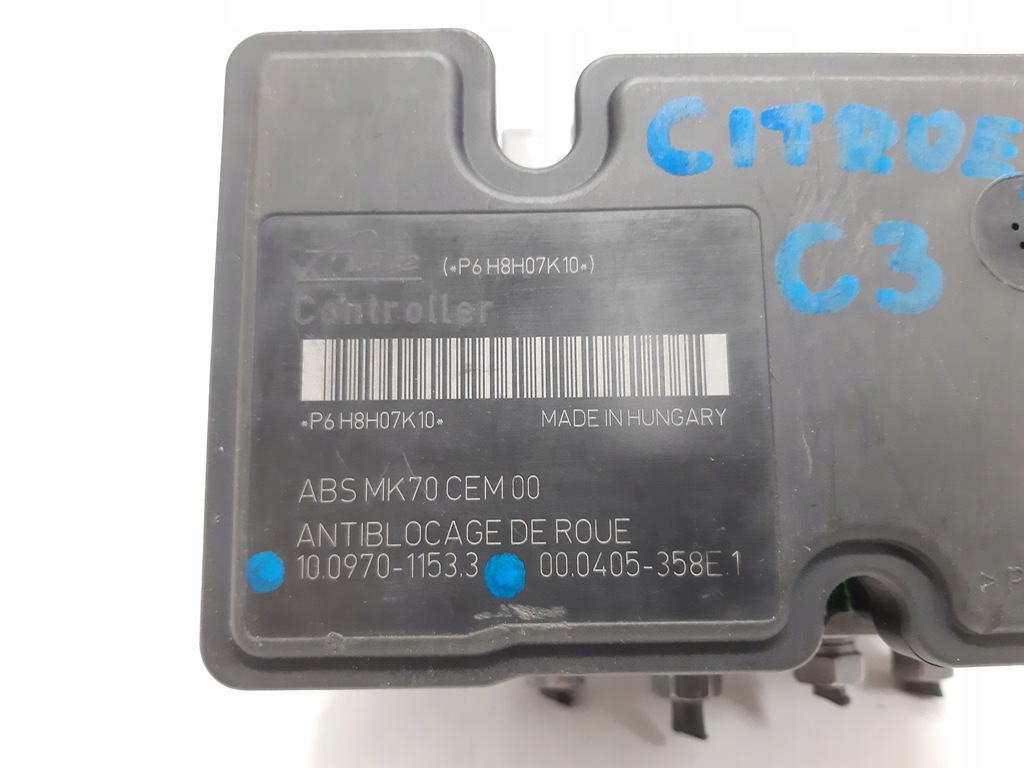 CITROE
C3
(*P6 H8H07K10*)
Controller
*P6 H8H07K10* MADE IN HUNGARY
ABS MK70 CEM 00
ANTIBLOCAGE DE ROUE
10.0970-1153.3 00.0405-358E.1
>P